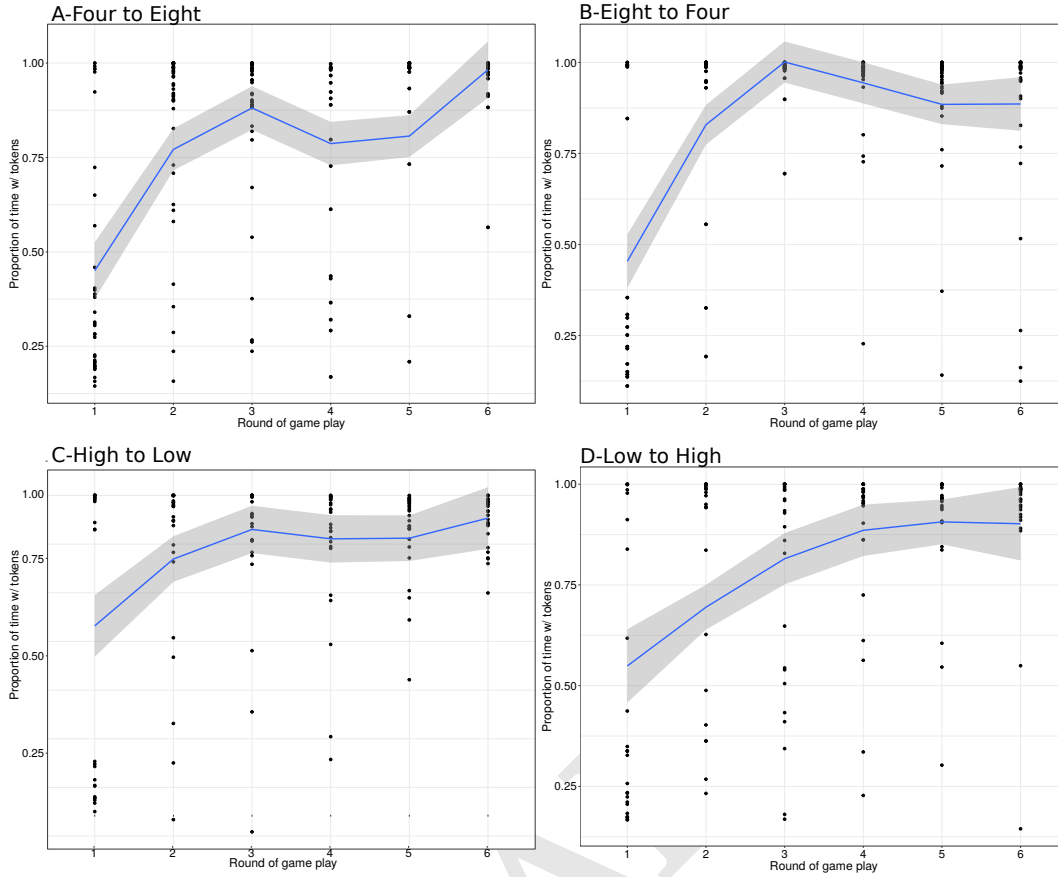 A-Four to Eight
Proportion of time w/ tokens
1.00
0.75
0.50
0.25
1 2 3 4 5 6
Round of game play
B-Eight to Four
Proportion of time w/ tokens
1.00
0.75
0.50
0.25
1 2 3 4 5 6
Round of game play
C-High to Low
Proportion of time w/ tokens
1.00
0.75
0.50
0.25
1 2 3 4 5 6
Round of game play
D-Low to High
Proportion of time w/ tokens
1.00
0.75
0.50
0.25
1 2 3 4 5 6
Round of game play